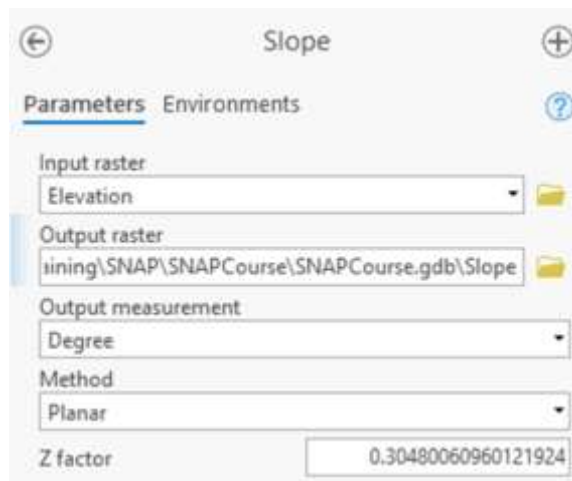 Slope
Parameters Environments
?
Input raster
Elevation
Output raster
ining\SNAP\SNAPCourse\SNAPCourse.gdb\Slope
Output measurement
Degree
Method
Planar
Z factor 0.30480060960121924